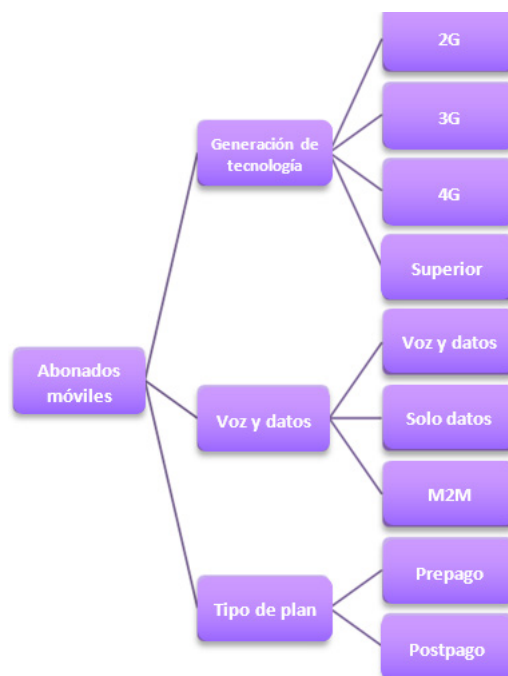 2G
3G
Generación de
tecnología
4G
Superior
Abonados
móviles
Voz y datos
Voz y datos
Solo datos
M2M
Tipo de plan
Prepago
Postpago